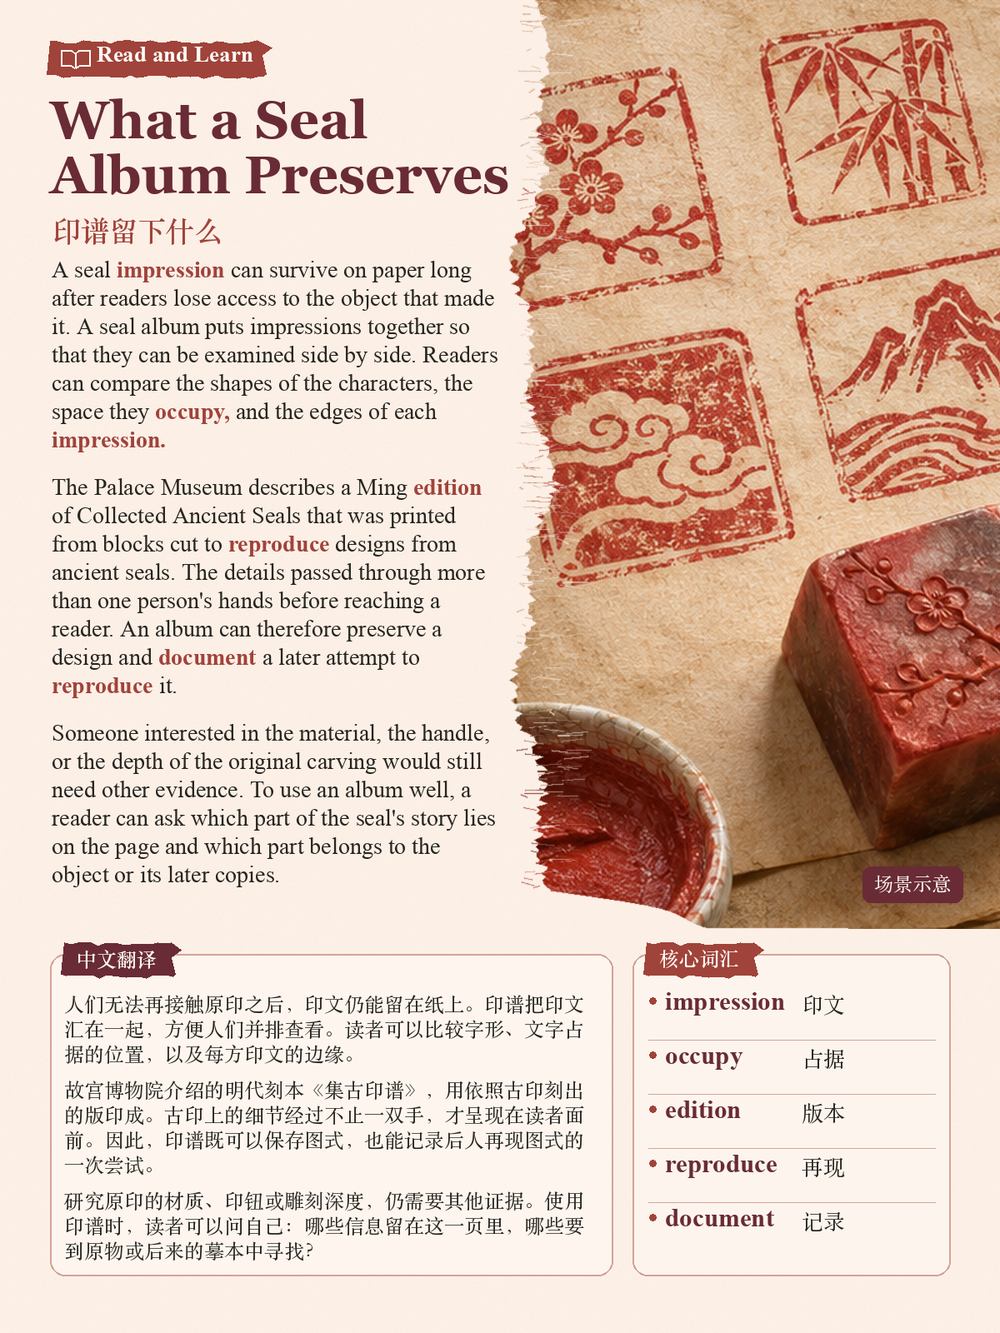 Read and Learn
What a Seal
Album Preserves
印谱留下什么
A seal impression can survive on paper long
after readers lose access to the object that made
it. A seal album puts impressions together so
that they can be examined side by side. Readers
can compare the shapes of the characters, the
space they occupy, and the edges of each
impression.
The Palace Museum describes a Ming edition
of Collected Ancient Seals that was printed
from blocks cut to reproduce designs from
ancient seals. The details passed through more
than one person's hands before reaching a
reader. An album can therefore preserve a
design and document a later attempt to
reproduce it.
Someone interested in the material, the handle,
or the depth of the original carving would still
need other evidence. To use an album well, a
reader can ask which part of the seal's story lies
on the page and which part belongs to the
object or its later copies.
场景示意
中文翻译
人们无法再接触原印之后，印文仍能留在纸上。印谱把印文
汇在一起，方便人们并排查看。读者可以比较字形、文字占
据的位置，以及每方印文的边缘。
故宫博物院介绍的明代刻本《集古印谱》，用依照古印刻出
的版印成。古印上的细节经过不止一双手，才呈现在读者面
前。因此，印谱既可以保存图式，也能记录后人再现图式的
一次尝试。
研究原印的材质、印钮或雕刻深度，仍需要其他证据。使用
印谱时，读者可以问自己：哪些信息留在这一页里，哪些要
到原物或后来的摹本中寻找？
核心词汇
• impression 印文
• occupy 占据
• edition 版本
• reproduce 再现
• document 记录